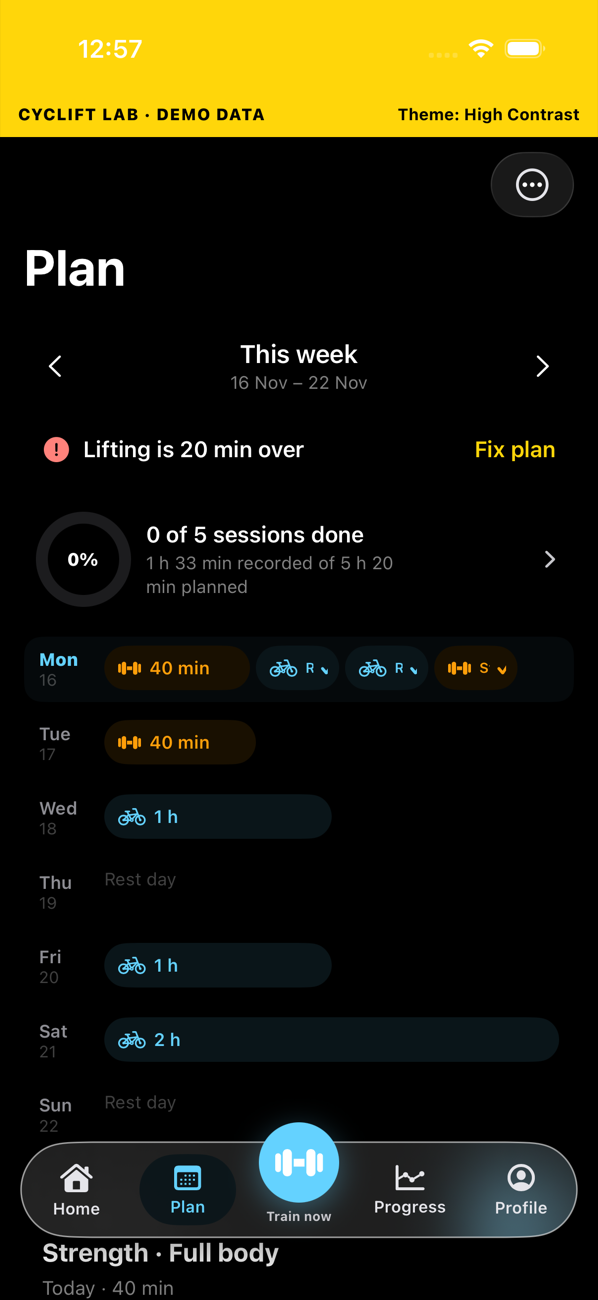 12:57
CYCLIFT LAB · DEMO DATA
Theme: High Contrast
Plan
This week
16 Nov – 22 Nov
Lifting is 20 min over
Fix plan
0%
0 of 5 sessions done
1 h 33 min recorded of 5 h 20
min planned
Mon
16
40 min
R
R
S
Tue
17
40 min
Wed
18
1 h
Thu
19
Rest day
Fri
20
1 h
Sat
21
2 h
Sun
22
Rest day
Home
Plan
Train now
Progress
Profile
Strength · Full body
Today · 40 min